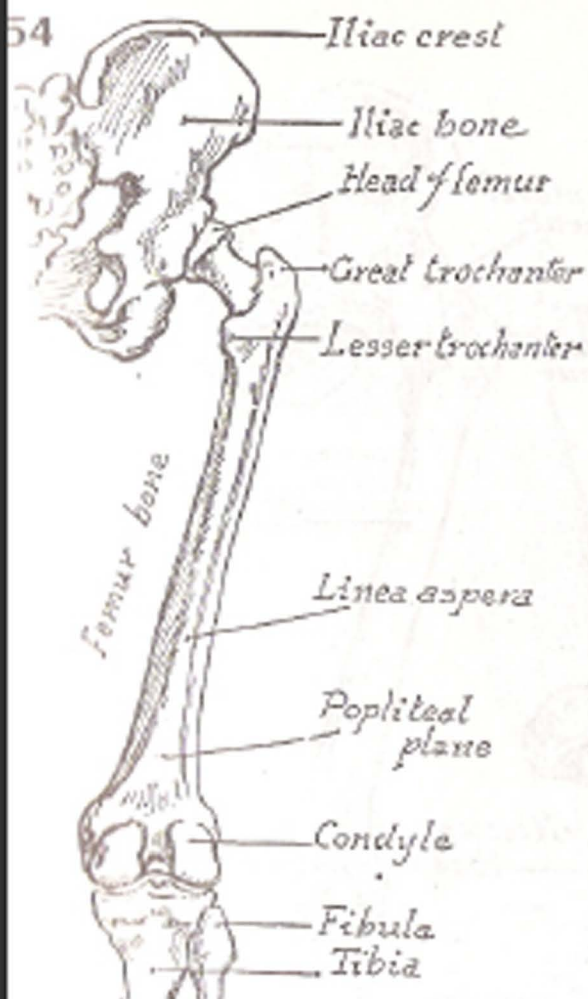 54
Iliac crest
Iliac bone
Head of femur
Great trochanter
Lesser trochanter
Femur bone
Linea aspera
Popliteal
plane
Condyle
Fibula
Tibia